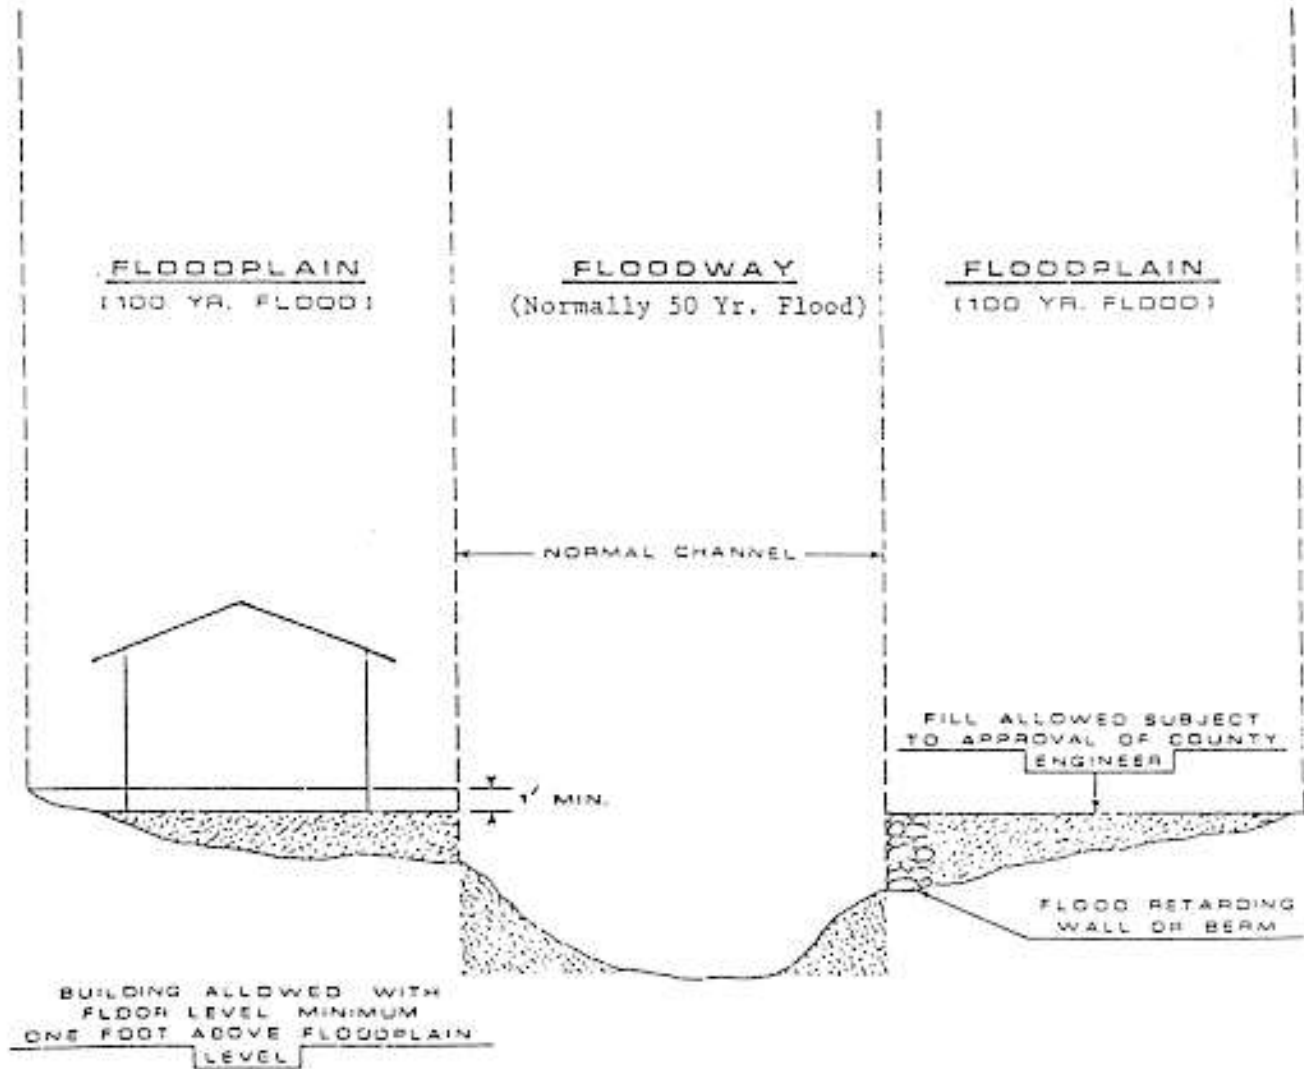 FLOODPLAIN
(100 YR. FLOOD)
FLOODWAY
(Normally 50 Yr. Flood)
FLOODPLAIN
(100 YR. FLOOD)
NORMAL CHANNEL
1' MIN.
FILL ALLOWED SUBJECT
TO APPROVAL OF COUNTY
ENGINEER
FLOOD RETARDING
WALL OR BERM
BUILDING ALLOWED WITH
FLOOR LEVEL MINIMUM
ONE FOOT ABOVE FLOODPLAIN
LEVEL